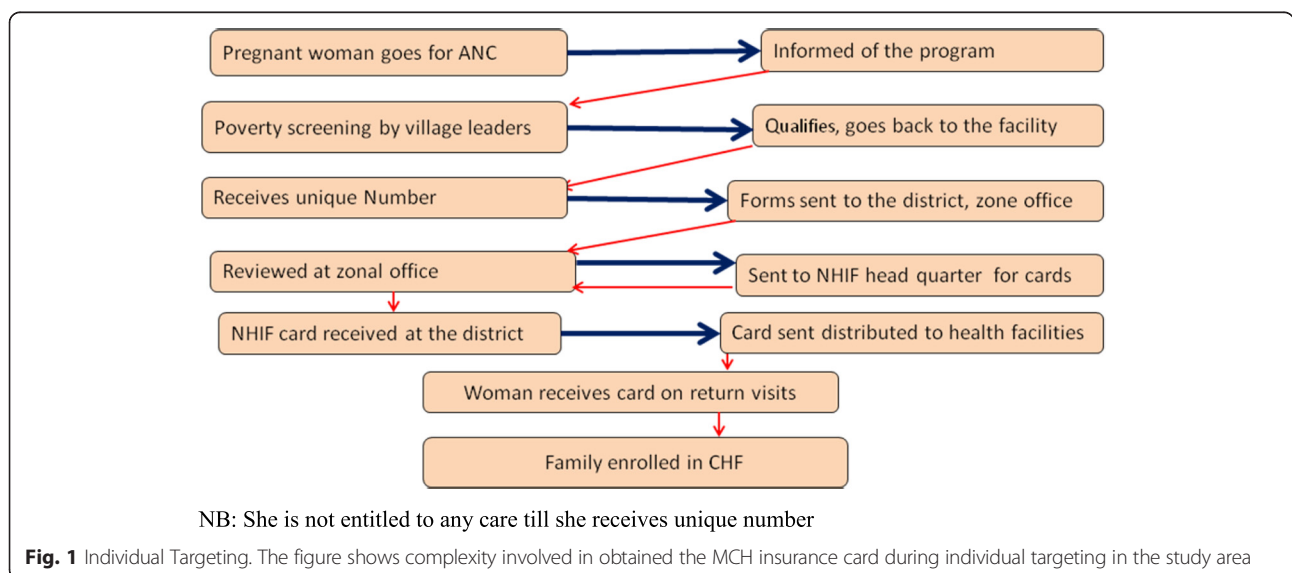 Pregnant woman goes for ANC
Informed of the program
Poverty screening by village leaders
Qualifies, goes back to the facility
Receives unique Number
Forms sent to the district, zone office
Reviewed at zonal office
Sent to NHIF head quarter for cards
NHIF card received at the district
Card sent distributed to health facilities
Woman receives card on return visits
Family enrolled in CHF
NB: She is not entitled to any care till she receives unique number
Fig. 1 Individual Targeting. The figure shows complexity involved in obtained the MCH insurance card during individual targeting in the study area